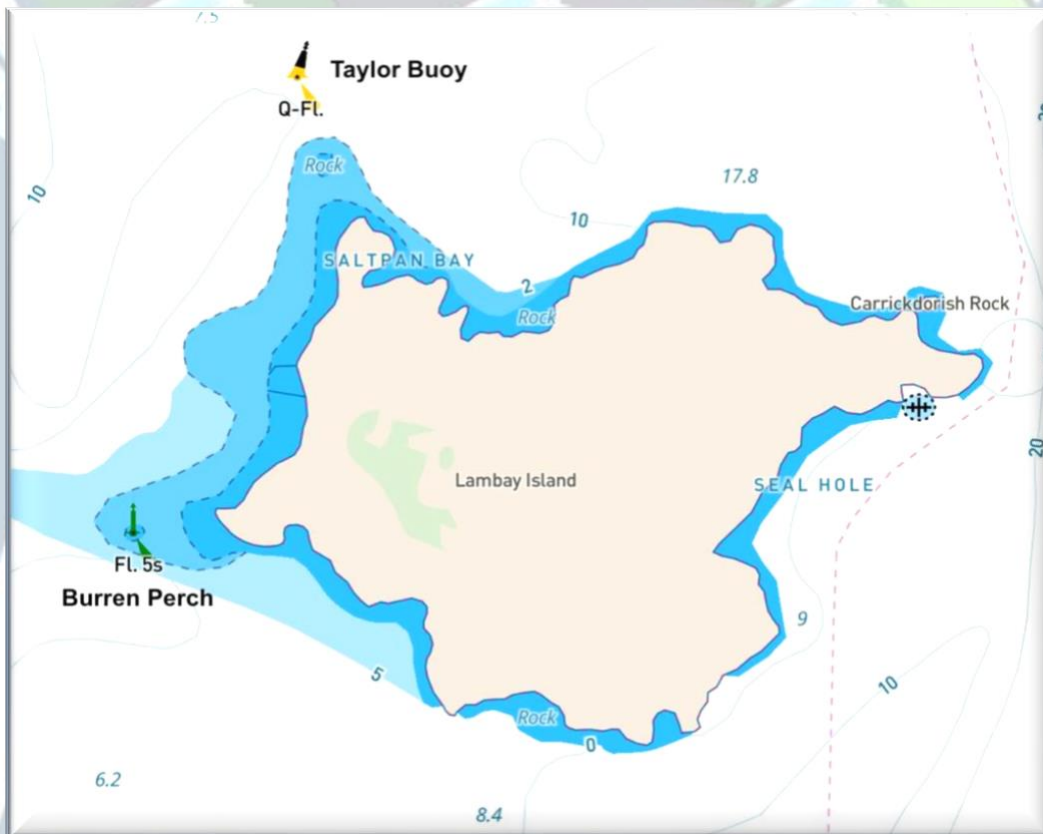 7.5
Taylor Buoy
Q-Fl.
Rock
17.8
10
10
SALTPAN BAY
2
Rock
Carrickdorish Rock
20
Lambay Island
SEAL HOLE
Fl. 5s
Burren Perch
9
5
10
Rock
0
6.2
8.4